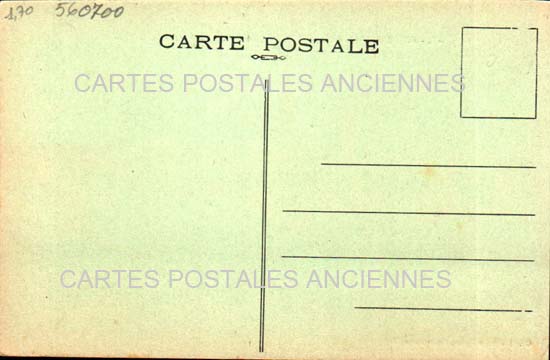 1,70 560700
CARTE POSTALE
CARTES POSTALES ANCIENNES
CARTES POSTALES ANCIENNES